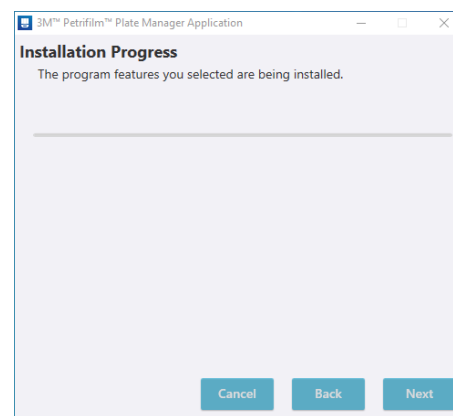 3M™ Petrifilm™ Plate Manager Application
Installation Progress
The program features you selected are being installed.
Cancel Back Next